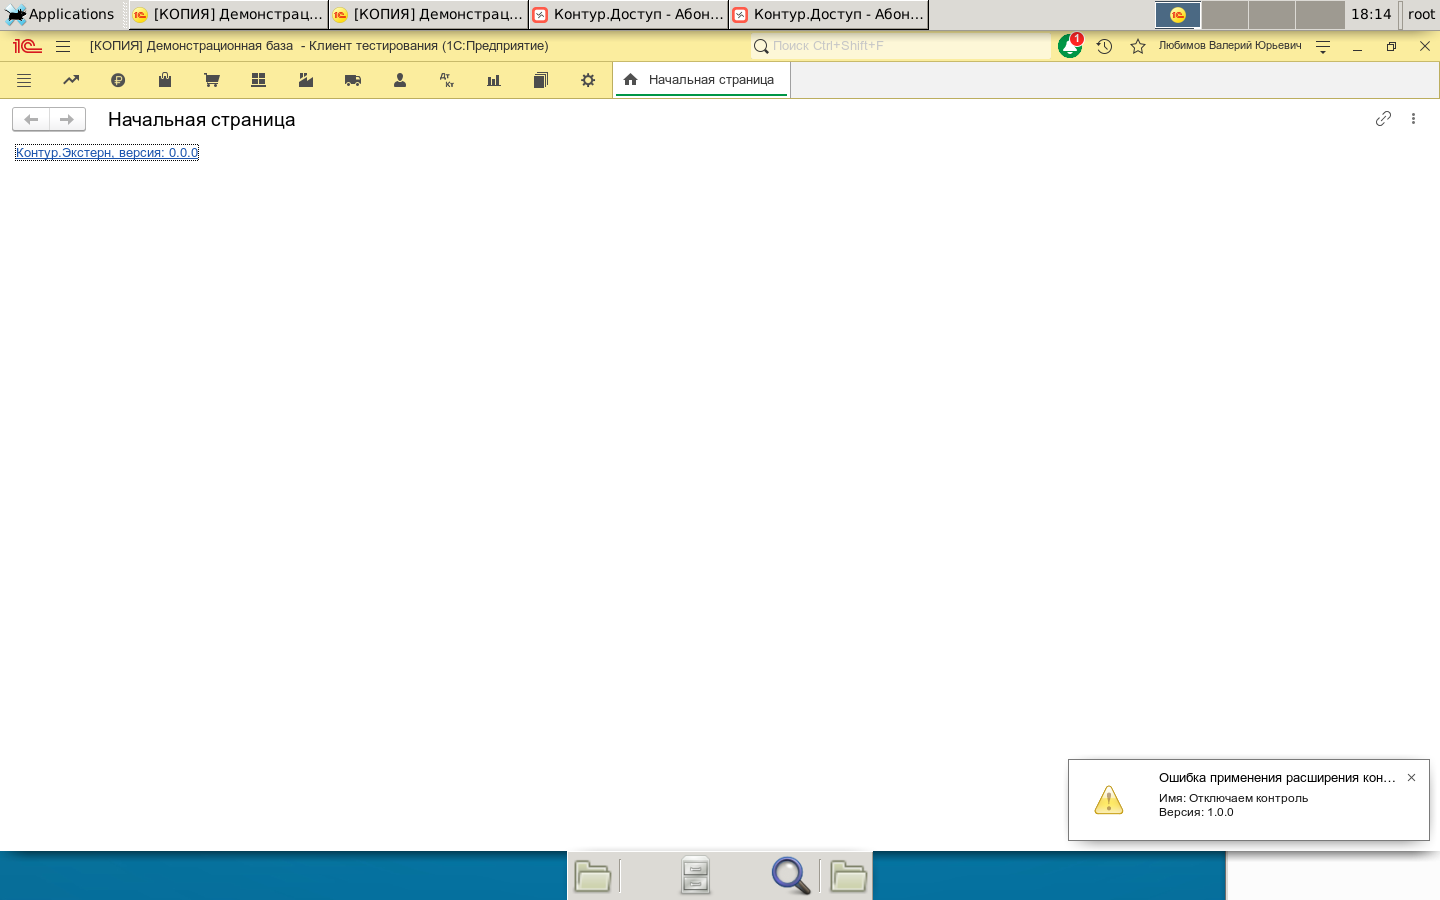 Applications
[КОПИЯ] Демонстрац...
[КОПИЯ] Демонстрац...
Контур.Доступ - Абон...
Контур.Доступ - Абон...
18:14
root
[КОПИЯ] Демонстрационная база - Клиент тестирования (1С:Предприятие)
Поиск Ctrl+Shift+F
1
Любимов Валерий Юрьевич
Дт
Кт
Начальная страница
Начальная страница
Контур.Экстерн, версия: 0.0.0
Ошибка применения расширения кон...
Имя: Отключаем контроль
Версия: 1.0.0